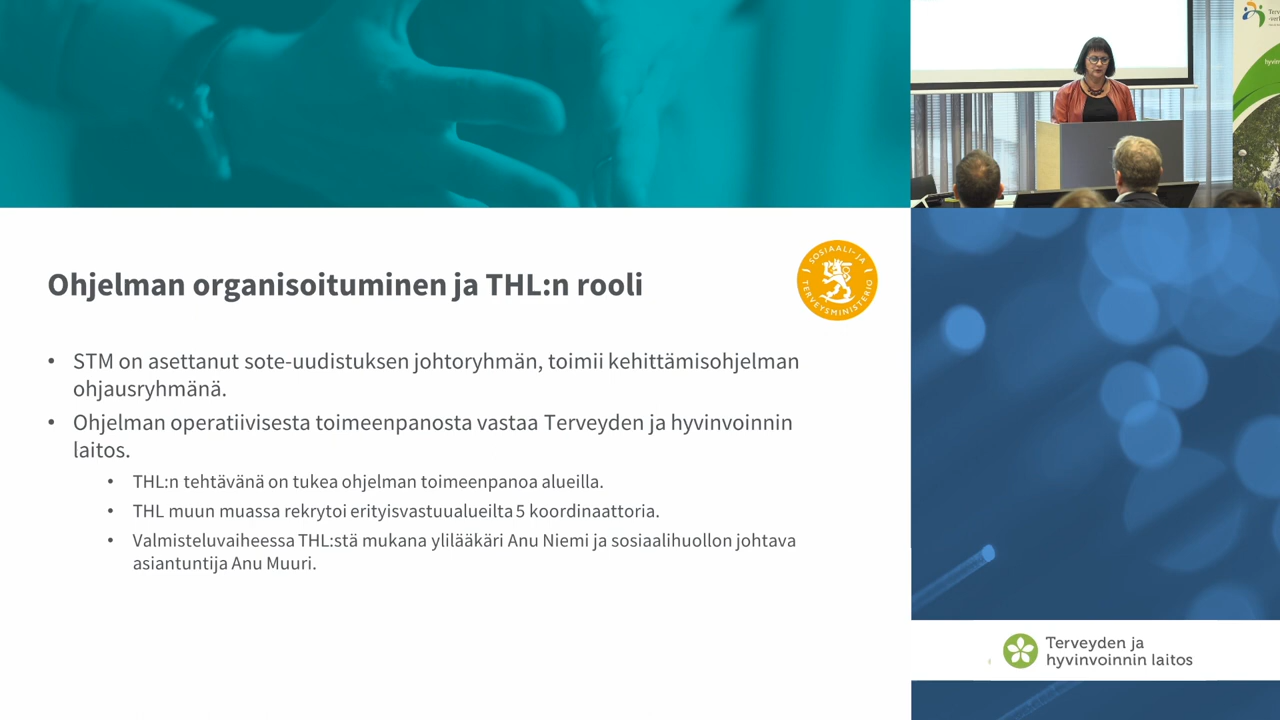 Ohjelman organisoituminen ja THL:n rooli
SOSIAALI- JA
TERVEYSMINISTERIÖ
• STM on asettanut sote-uudistuksen johtoryhmän, toimii kehittämisohjelman
ohjausryhmänä.
• Ohjelman operatiivisesta toimeenpanosta vastaa Terveyden ja hyvinvoinnin
laitos.
• THL:n tehtävänä on tukea ohjelman toimeenpanoa alueilla.
• THL muun muassa rekrytoi erityisvastuualueilta 5 koordinaattoria.
• Valmisteluvaiheessa THL:stä mukana ylilääkäri Anu Niemi ja sosiaalihuollon johtava
asiantuntija Anu Muuri.
Terveyden ja
hyvinvoinnin laitos